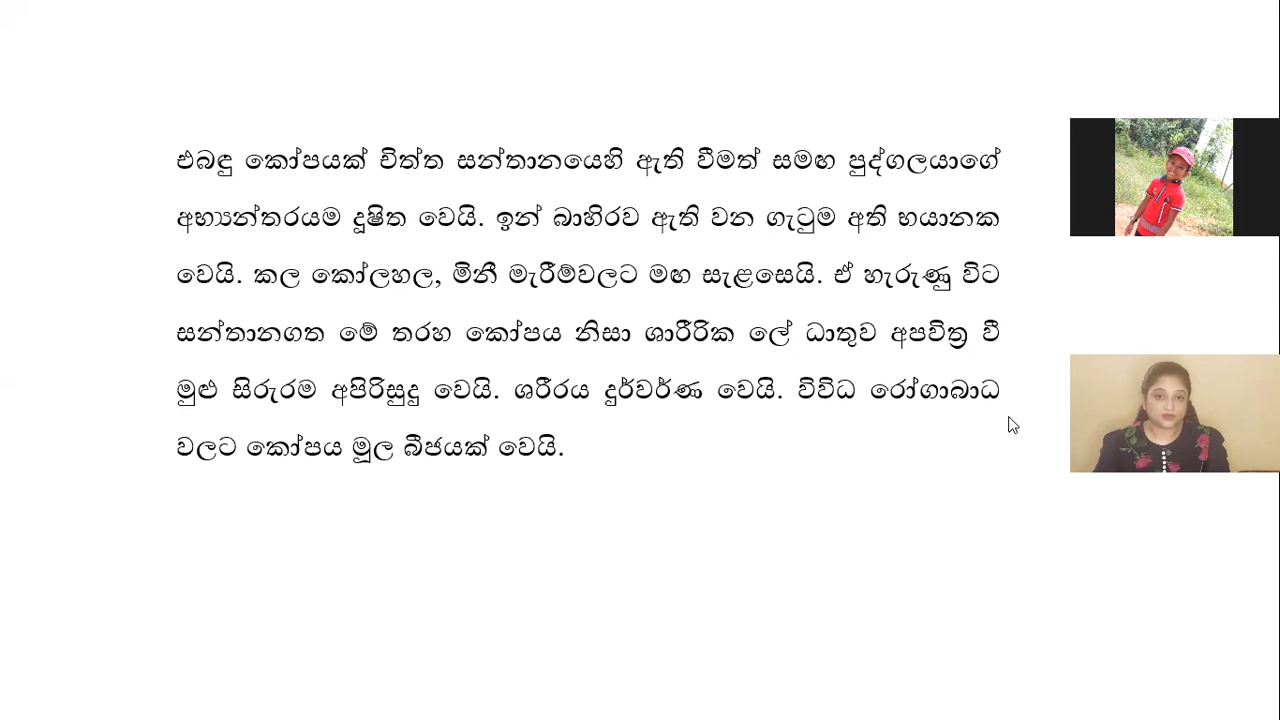 එබඳු කෝපයක් චිත්ත සන්තානයෙහි ඇති වීමත් සමඟ පුද්ගලයාගේ
අභ්‍යන්තරයම දූෂිත වෙයි. ඉන් බාහිරව ඇති වන ගැටුම අති භයානක
වෙයි. කල කෝලහල, මිනී මැරීම්වලට මඟ සැළසෙයි. ඒ හැරුණු විට
සන්තානගත මේ තරහ කෝපය නිසා ශාරීරික ලේ ධාතුව අපවිත්‍ර වී
මුළු සිරුරම අපිරිසුදු වෙයි. ශරීරය දුර්වර්ණ වෙයි. විවිධ රෝගාබාධ
වලට කෝපය මූල බීජයක් වෙයි.